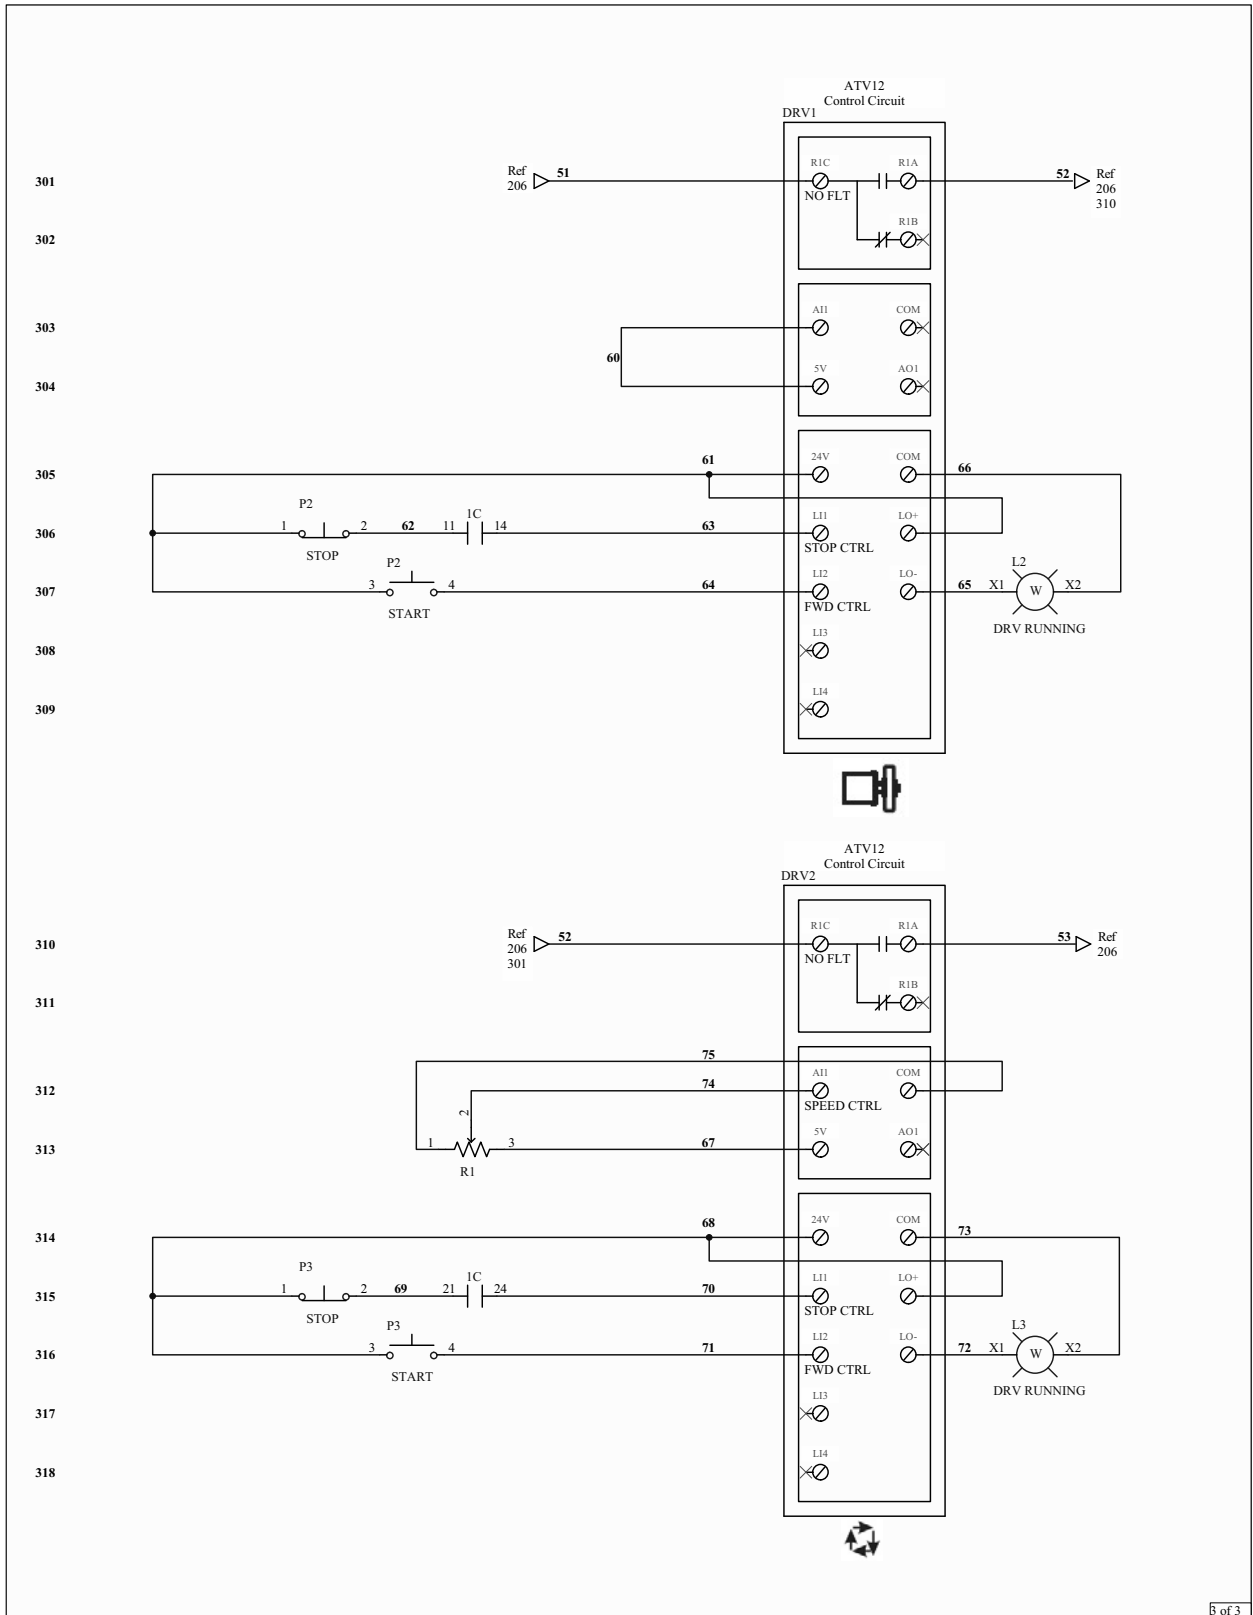 ATV12
Control Circuit
DRV1
301
Ref
206
51
R1C
NO FLT
R1A
52
Ref
206
310
302
R1B
303
AI1
COM
60
304
5V
AO1
305
61
24V
COM
66
306
P2
1
2
STOP
62
11
1C
14
63
LI1
STOP CTRL
LO+
307
P2
3
4
START
64
LI2
FWD CTRL
LO-
65
X1
L2
W
X2
DRV RUNNING
308
LI3
309
LI4
ATV12
Control Circuit
DRV2
310
Ref
206
301
52
R1C
NO FLT
R1A
53
Ref
206
311
R1B
75
312
74
AI1
SPEED CTRL
COM
2
313
1
3
R1
67
5V
AO1
314
68
24V
COM
73
315
P3
1
2
STOP
69
21
1C
24
70
LI1
STOP CTRL
LO+
316
P3
3
4
START
71
LI2
FWD CTRL
LO-
72
X1
L3
W
X2
DRV RUNNING
317
LI3
318
LI4
3 of 3